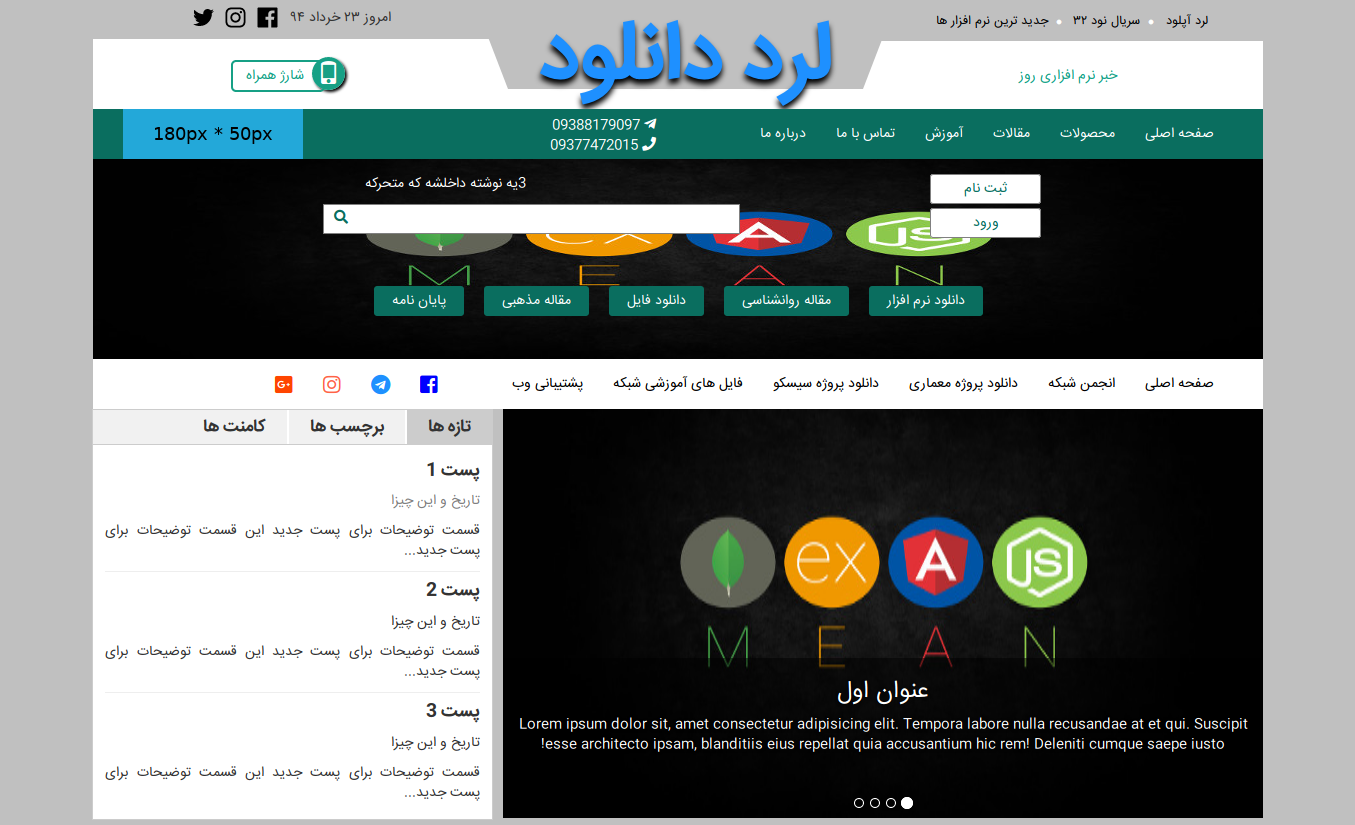 لرد آپلود
سریال نود ۳۲
جدید ترین نرم افزار ها
امروز ۲۳ خرداد ۹۴
لرد دانلود
خبر نرم افزاری روز
شارژ همراه
صفحه اصلی
محصولات
مقالات
آموزش
تماس با ما
درباره ما
09388179097
09377472015
180px * 50px
ثبت نام
ورود
3یه نوشته داخلشه که متحرکه
ex A JS
M E A N
دانلود نرم افزار
مقاله روانشناسی
دانلود فایل
مقاله مذهبی
پایان نامه
صفحه اصلی
انجمن شبکه
دانلود پروژه معماری
دانلود پروژه سیسکو
فایل های آموزشی شبکه
پشتیبانی وب
ex A JS
M E A N
عنوان اول
Lorem ipsum dolor sit, amet consectetur adipisicing elit. Tempora labore nulla recusandae at et qui. Suscipit
!esse architecto ipsam, blanditiis eius repellat quia accusantium hic rem! Deleniti cumque saepe iusto
تازه ها
برچسب ها
کامنت ها
پست 1
تاریخ و این چیزا
قسمت توضیحات برای پست جدید این قسمت توضیحات برای
پست جدید...
پست 2
تاریخ و این چیزا
قسمت توضیحات برای پست جدید این قسمت توضیحات برای
پست جدید...
پست 3
تاریخ و این چیزا
قسمت توضیحات برای پست جدید این قسمت توضیحات برای
پست جدید...